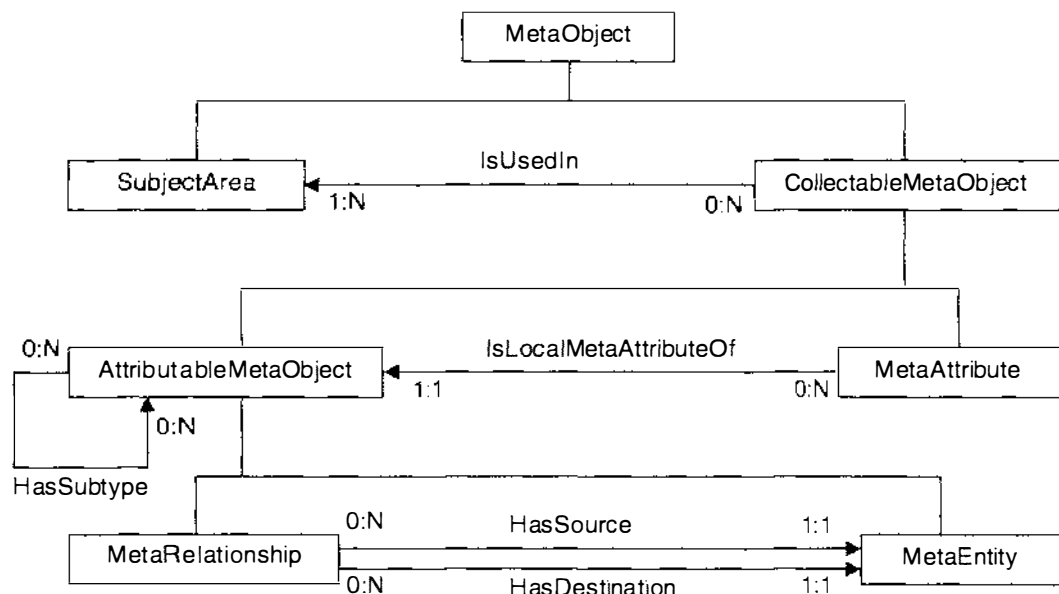 MetaObject
IsUsedIn
SubjectArea
CollectableMetaObject
1:N
0:N
0:N
IsLocalMetaAttributeOf
AttributableMetaObject
MetaAttribute
1:1
0:N
0:N
HasSubtype
0:N
HasSource
1:1
MetaRelationship
MetaEntity
0:N
HasDestination
1:1